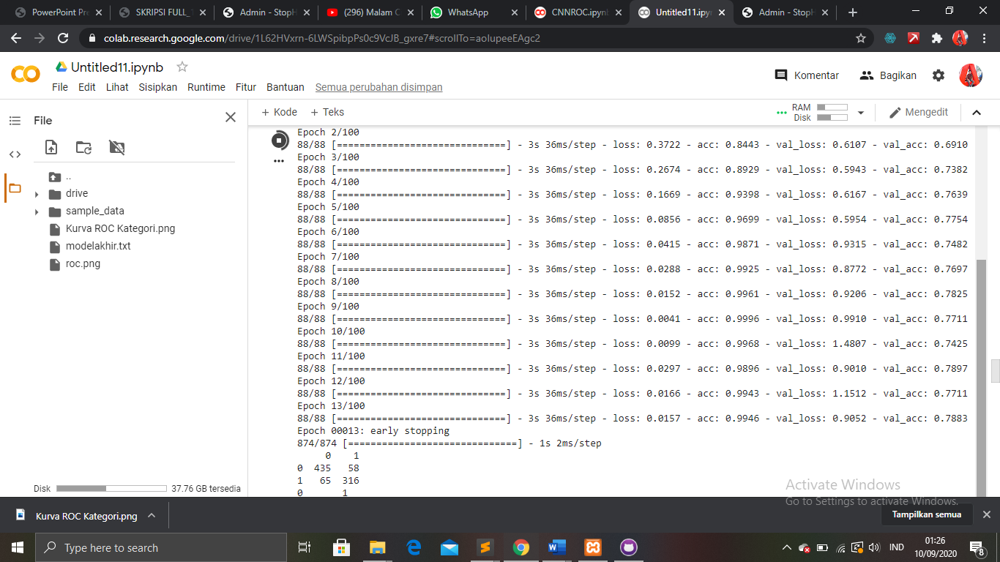 PowerPoint Pre
SKRIPSI FULL_1
Admin - StopH
(296) Malam C
WhatsApp
CNNROC.ipynb
Untitled11.ipyn
Admin - StopH
colab.research.google.com/drive/1L62HVxrn-6LWSpibpPs0c9VcJB_gxre7#scrollTo=aolupeeEAgc2
Untitled11.ipynb
Komentar
Bagikan
File Edit Lihat Sisipkan Runtime Fitur Bantuan Semua perubahan disimpan
File
+ Kode + Teks
RAM
Disk
Mengedit
..
drive
sample_data
Kurva ROC Kategori.png
modelakhir.txt
roc.png
Epoch 2/100
88/88 [==============================] - 3s 36ms/step - loss: 0.3722 - acc: 0.8443 - val_loss: 0.6107 - val_acc: 0.6910
Epoch 3/100
88/88 [==============================] - 3s 36ms/step - loss: 0.2674 - acc: 0.8929 - val_loss: 0.5943 - val_acc: 0.7382
Epoch 4/100
88/88 [==============================] - 3s 36ms/step - loss: 0.1669 - acc: 0.9398 - val_loss: 0.6167 - val_acc: 0.7639
Epoch 5/100
88/88 [==============================] - 3s 36ms/step - loss: 0.0856 - acc: 0.9699 - val_loss: 0.5954 - val_acc: 0.7754
Epoch 6/100
88/88 [==============================] - 3s 36ms/step - loss: 0.0415 - acc: 0.9871 - val_loss: 0.9315 - val_acc: 0.7482
Epoch 7/100
88/88 [==============================] - 3s 36ms/step - loss: 0.0288 - acc: 0.9925 - val_loss: 0.8772 - val_acc: 0.7697
Epoch 8/100
88/88 [==============================] - 3s 36ms/step - loss: 0.0152 - acc: 0.9961 - val_loss: 0.9206 - val_acc: 0.7825
Epoch 9/100
88/88 [==============================] - 3s 36ms/step - loss: 0.0041 - acc: 0.9996 - val_loss: 0.9910 - val_acc: 0.7711
Epoch 10/100
88/88 [==============================] - 3s 36ms/step - loss: 0.0099 - acc: 0.9968 - val_loss: 1.4807 - val_acc: 0.7425
Epoch 11/100
88/88 [==============================] - 3s 36ms/step - loss: 0.0297 - acc: 0.9896 - val_loss: 0.9010 - val_acc: 0.7897
Epoch 12/100
88/88 [==============================] - 3s 36ms/step - loss: 0.0166 - acc: 0.9943 - val_loss: 1.1512 - val_acc: 0.7711
Epoch 13/100
88/88 [==============================] - 3s 36ms/step - loss: 0.0157 - acc: 0.9946 - val_loss: 0.9052 - val_acc: 0.7883
Epoch 00013: early stopping
874/874 [==============================] - 1s 2ms/step
0 1
0 435 58
1 65 316
0 1
Disk 37.76 GB tersedia
Activate Windows
Go to Settings to activate Windows.
Kurva ROC Kategori.png
Tampilkan semua
Type here to search
IND
01:26
10/09/2020
8